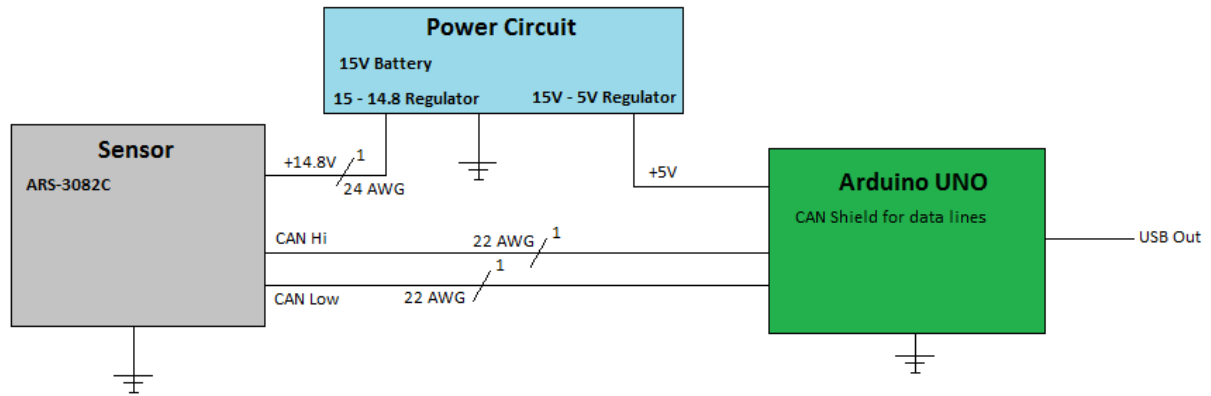 Power Circuit
15V Battery
15 - 14.8 Regulator
15V - 5V Regulator
Sensor
ARS-3082C
+14.8V
1
24 AWG
+5V
Arduino UNO
CAN Shield for data lines
CAN Hi
22 AWG
1
USB Out
CAN Low
22 AWG
1